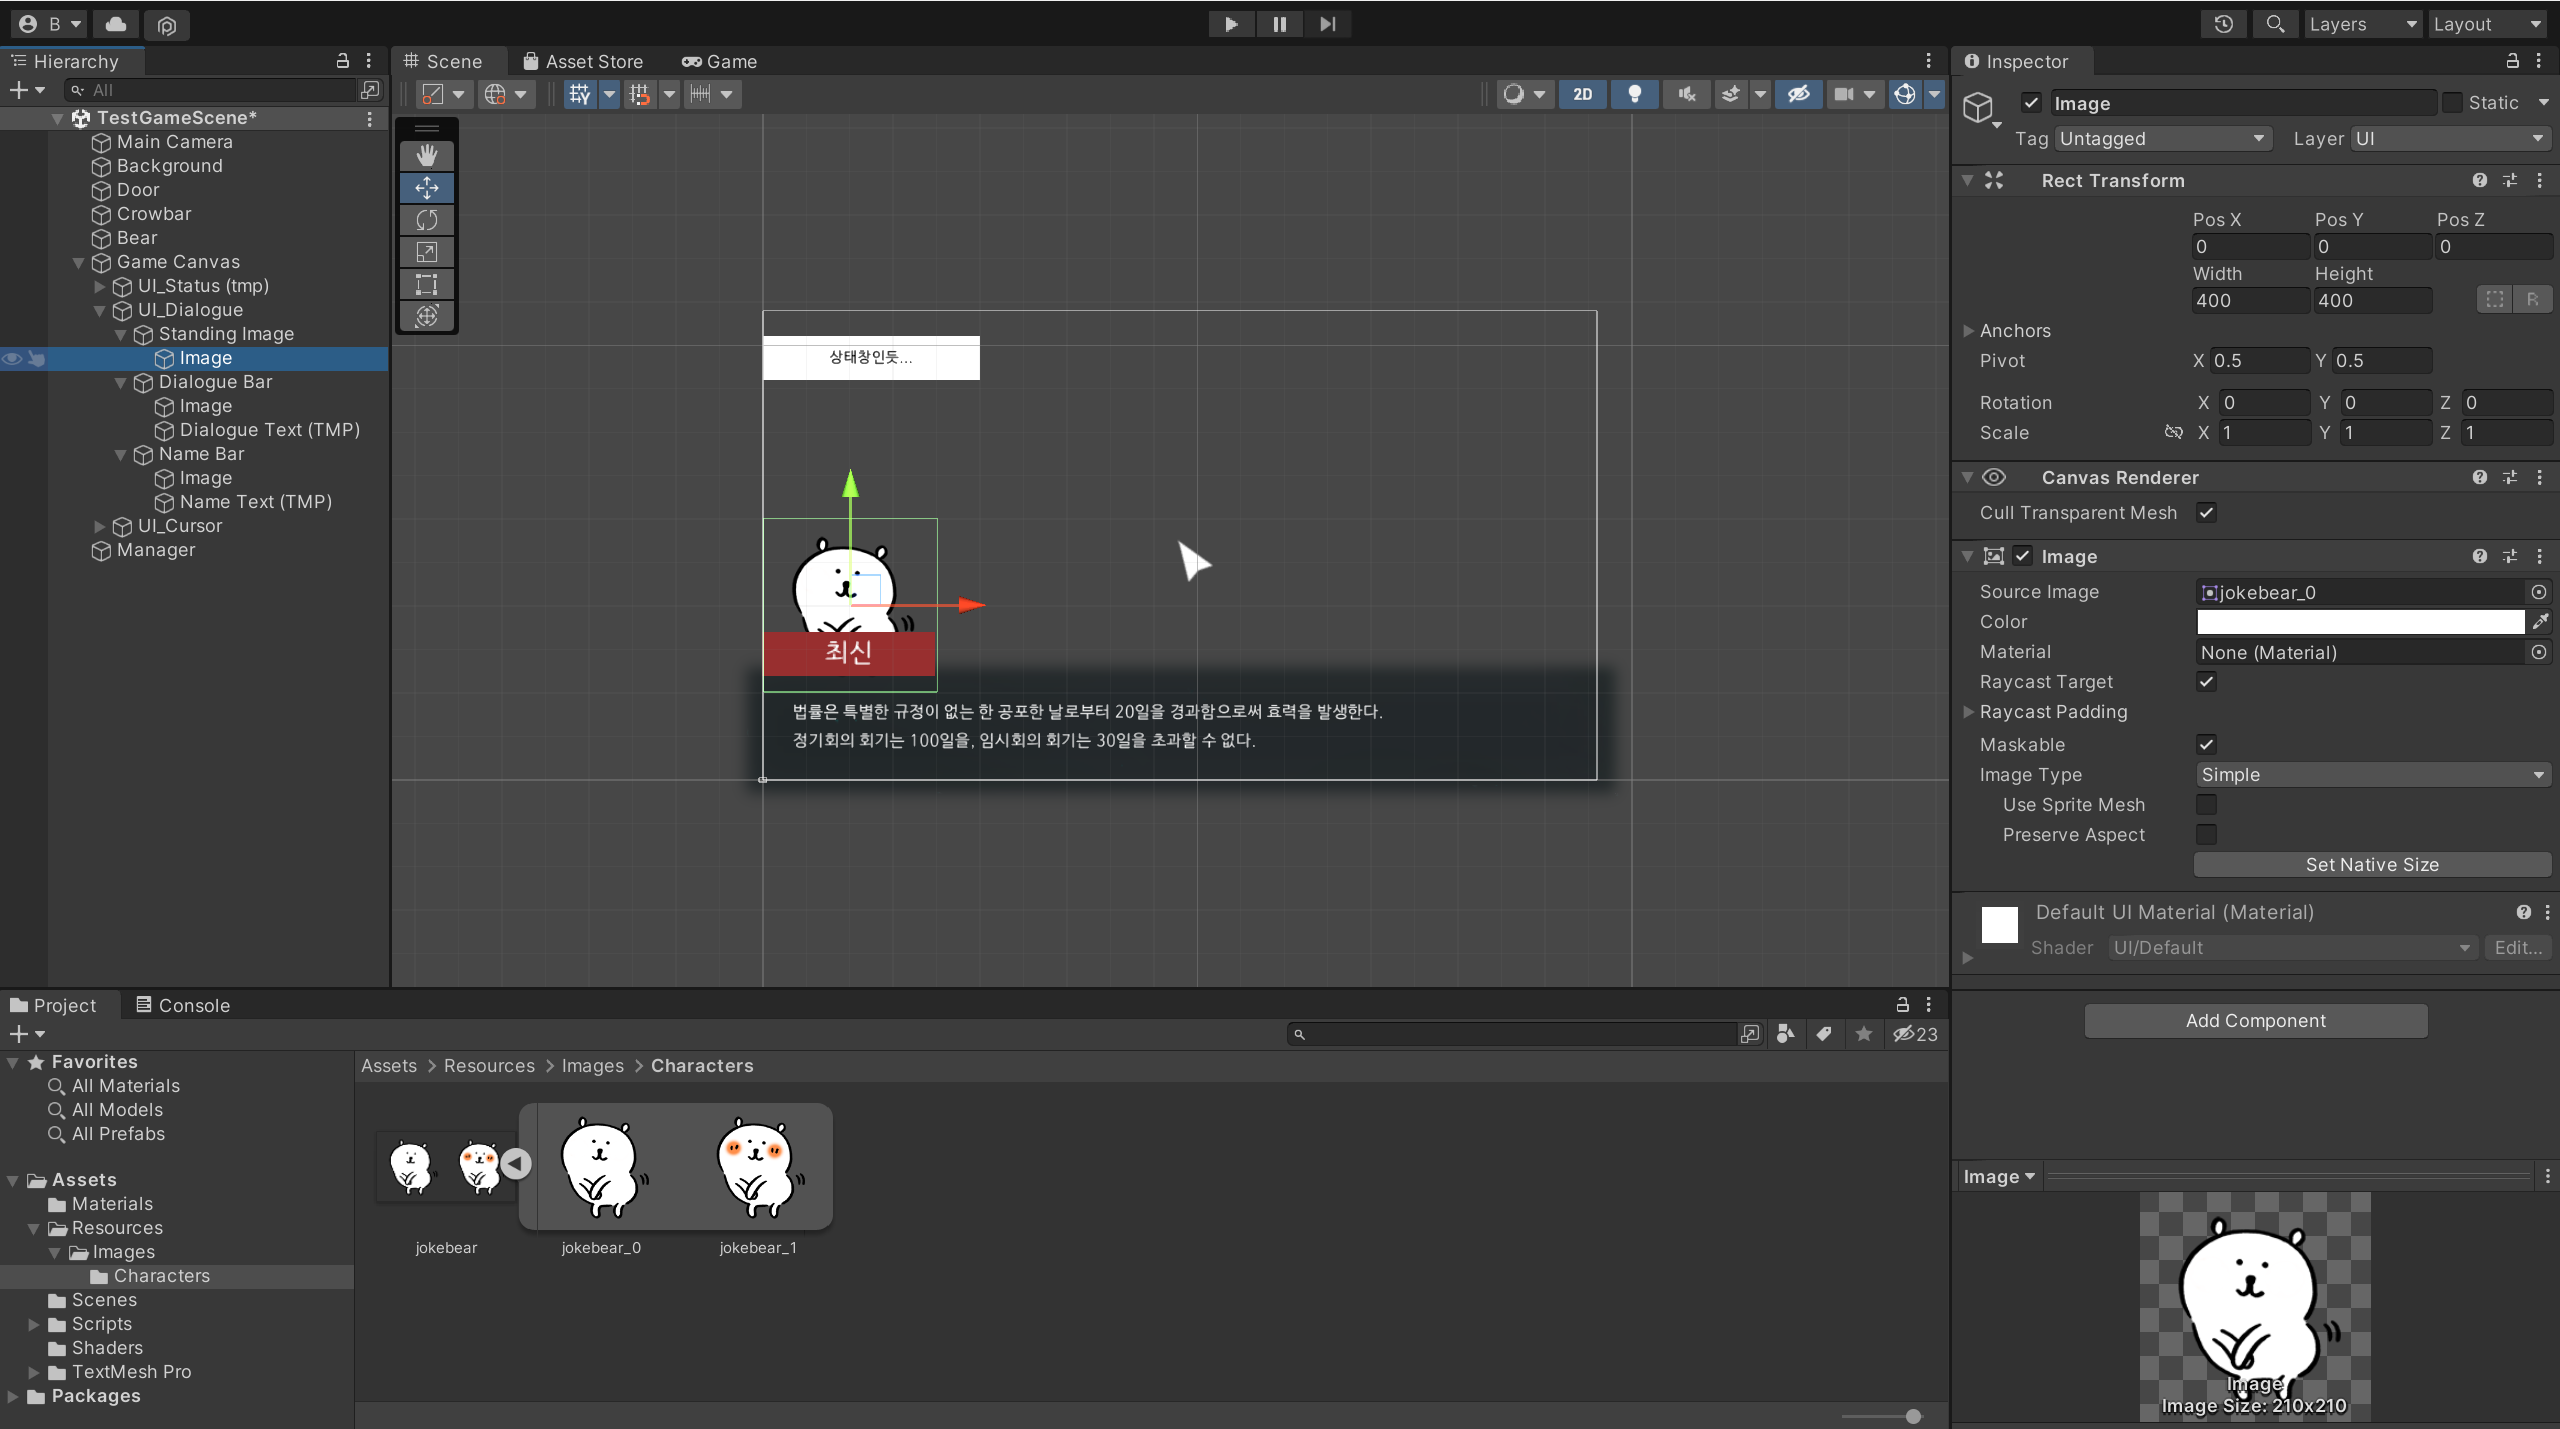 B
Layers
Layout
Hierarchy
All
TestGameScene*
Main Camera
Background
Door
Crowbar
Bear
Game Canvas
UI_Status (tmp)
UI_Dialogue
Standing Image
Image
Dialogue Bar
Image
Dialogue Text (TMP)
Name Bar
Image
Name Text (TMP)
UI_Cursor
Manager
Scene
Asset Store
Game
2D
상태창인듯...
최신
법률은 특별한 규정이 없는 한 공포한 날로부터 20일을 경과함으로써 효력을 발생한다.
정기회의 회기는 100일을, 임시회의 회기는 30일을 초과할 수 없다.
Inspector
Image
Static
Tag Untagged
Layer UI
Rect Transform
Pos X Pos Y Pos Z
0 0 0
Width Height
400 400
R
Anchors
Pivot X 0.5 Y 0.5
Rotation X 0 Y 0 Z 0
Scale X 1 Y 1 Z 1
Canvas Renderer
Cull Transparent Mesh
Image
Source Image jokebear_0
Color
Material None (Material)
Raycast Target
Raycast Padding
Maskable
Image Type Simple
Use Sprite Mesh
Preserve Aspect
Set Native Size
Default UI Material (Material)
Shader UI/Default Edit...
Add Component
Image
Image
Image Size: 210x210
Project
Console
23
Favorites
All Materials
All Models
All Prefabs
Assets
Materials
Resources
Images
Characters
Scenes
Scripts
Shaders
TextMesh Pro
Packages
Assets > Resources > Images > Characters
jokebear
jokebear_0
jokebear_1